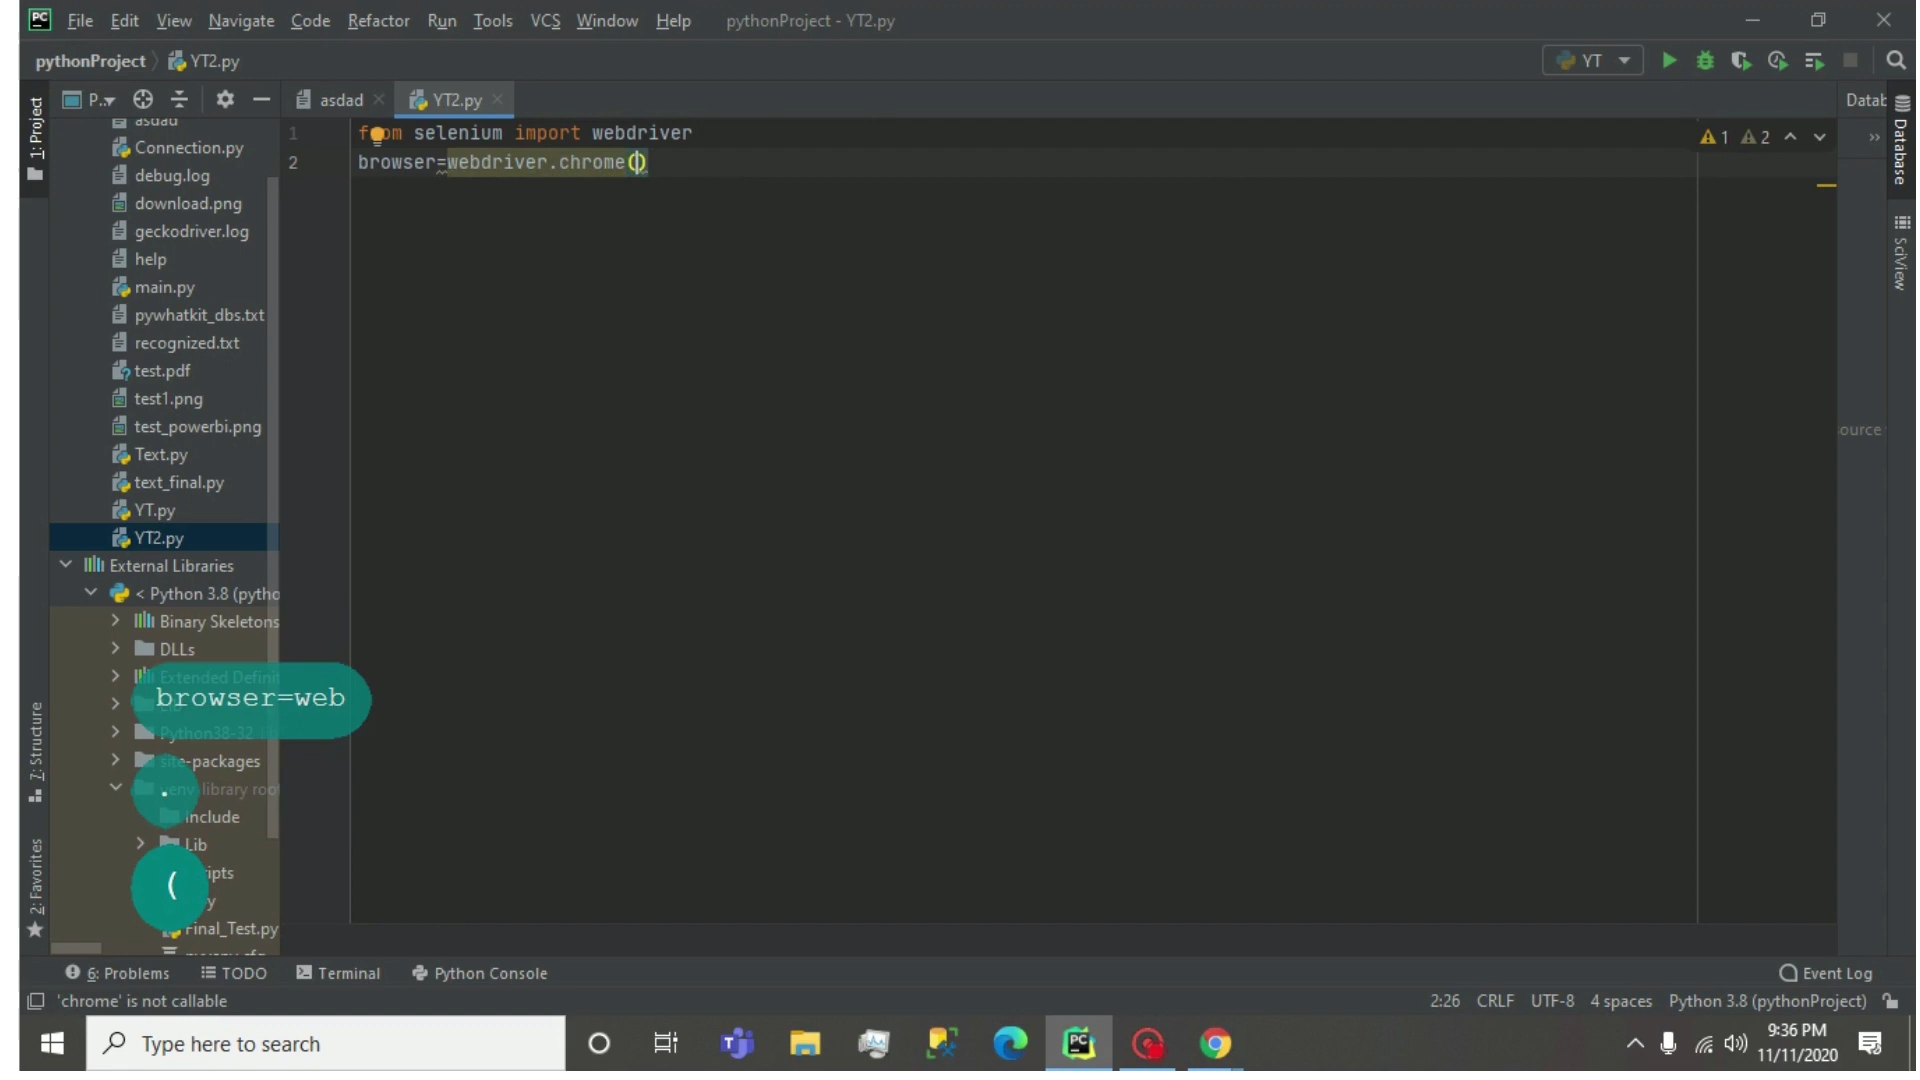 File Edit View Navigate Code Refactor Run Tools VCS Window Help pythonProject - YT2.py
pythonProject YT2.py YT
P.. asdad YT2.py Datab
1: Project
Database
SciView
7: Structure
2: Favorites
asdad
Connection.py
debug.log
download.png
geckodriver.log
help
main.py
pywhatkit_dbs.txt
recognized.txt
test.pdf
test1.png
test_powerbi.png
Text.py
text_final.py
YT.py
YT2.py
External Libraries
< Python 3.8 (pytho
Binary Skeletons
DLLs
Extended Defini
Lib
Python38-32
site-packages
venv library roo
Include
Lib
ipts
y
Final_Test.py
1 from selenium import webdriver
2 browser=webdriver.chrome()
1 2
ource
browser=web
.
(
6: Problems TODO Terminal Python Console Event Log
'chrome' is not callable 2:26 CRLF UTF-8 4 spaces Python 3.8 (pythonProject)
Type here to search
9:36 PM
11/11/2020